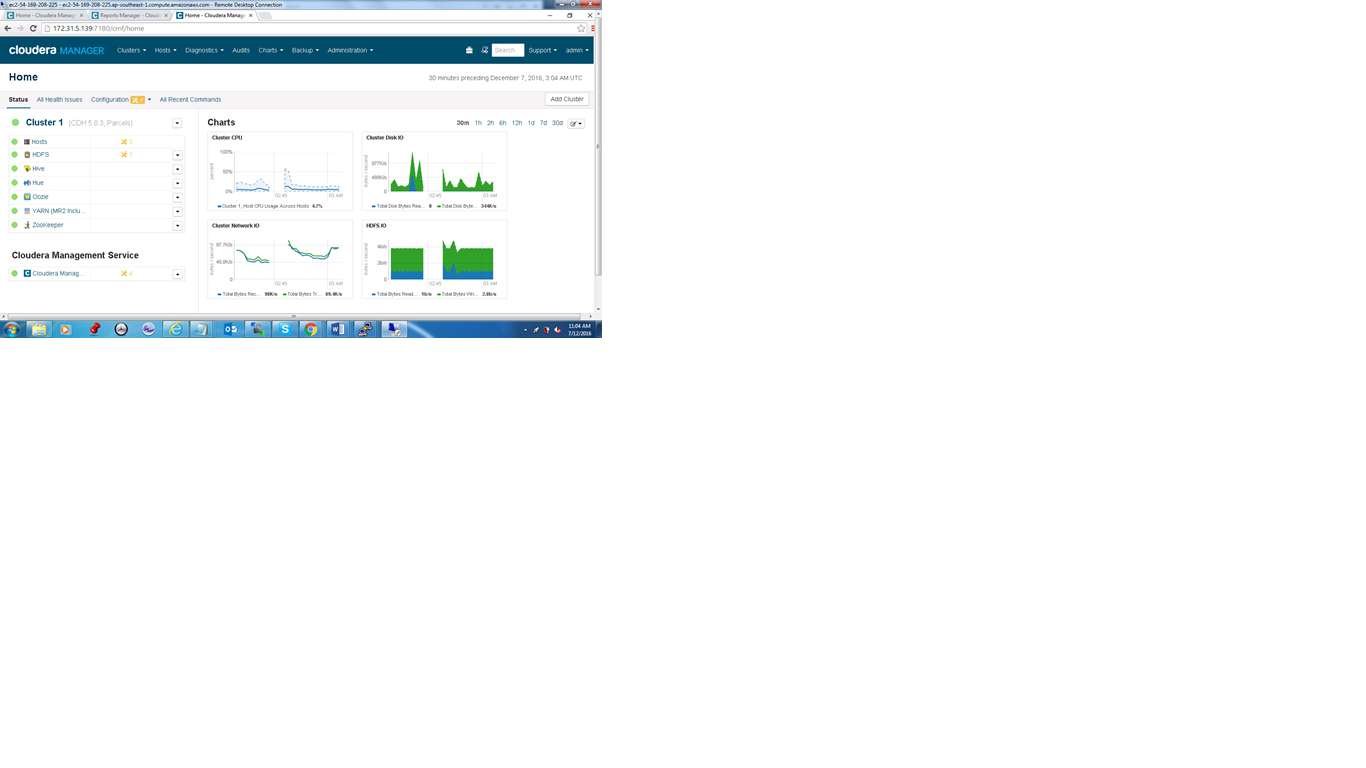 ec2-54-169-208-225 - ec2-54-169-208-225.ap-southeast-1.compute.amazonaws.com - Remote Desktop Connection
Home - Cloudera Manag × Reports Manager - Cloud × Home - Cloudera Manag ×
172.31.5.139:7180/cmf/home
cloudera MANAGER Clusters Hosts Diagnostics Audits Charts Backup Administration Search Support admin
Home 30 minutes preceding December 7, 2016, 3:04 AM UTC
Status All Health Issues Configuration 7 All Recent Commands Add Cluster
Cluster 1 (CDH 5.8.3, Parcels)
Hosts 2
HDFS 1
Hive
Hue
Oozie
YARN (MR2 Inclu...
ZooKeeper
Cloudera Management Service
Cloudera Manag... 4
Charts 30m 1h 2h 6h 12h 1d 7d 30d
Cluster CPU
percent
100%
50%
0%
02:45 03 AM
Cluster 1, Host CPU Usage Across Hosts 4.7%
Cluster Disk IO
bytes / second
977K/s
488K/s
0
02:45 03 AM
Total Disk Bytes Rea... 0 Total Disk Byte... 344K/s
Cluster Network IO
bytes / second
97.7K/s
48.8K/s
0
02:45 03 AM
Total Bytes Rec... 90K/s Total Bytes Tr... 89.4K/s
HDFS IO
bytes / second
4b/s
2b/s
0
02:45 03 AM
Total Bytes Read... 1b/s Total Bytes Wri... 2.8b/s
11:04 AM
7/12/2016